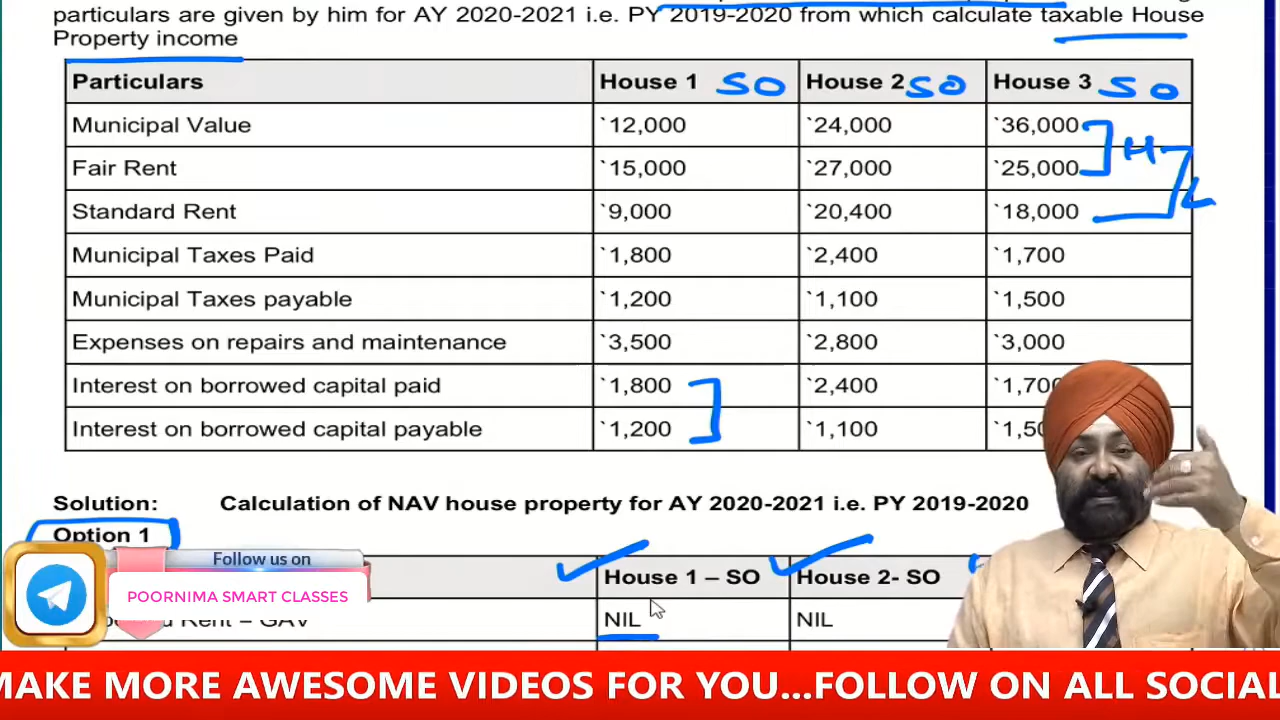 particulars are given by him for AY 2020-2021 i.e. PY 2019-2020 from which calculate taxable House
Property income
Particulars House 1 SO House 2 SO House 3 SO
Municipal Value `12,000 `24,000 `36,000
H
Fair Rent `15,000 `27,000 `25,000
L
Standard Rent `9,000 `20,400 `18,000
Municipal Taxes Paid `1,800 `2,400 `1,700
Municipal Taxes payable `1,200 `1,100 `1,500
Expenses on repairs and maintenance `3,500 `2,800 `3,000
Interest on borrowed capital paid `1,800 `2,400
Interest on borrowed capital payable `1,200 `1,100
Solution: Calculation of NAV house property for AY 2020-2021 i.e. PY 2019-2020
Option 1
Follow us on
House 1 – SO House 2- SO
POORNIMA SMART CLASSES
Rent = GAV NIL NIL
MAKE MORE AWESOME VIDEOS FOR YOU...FOLLOW ON ALL SOCIAL